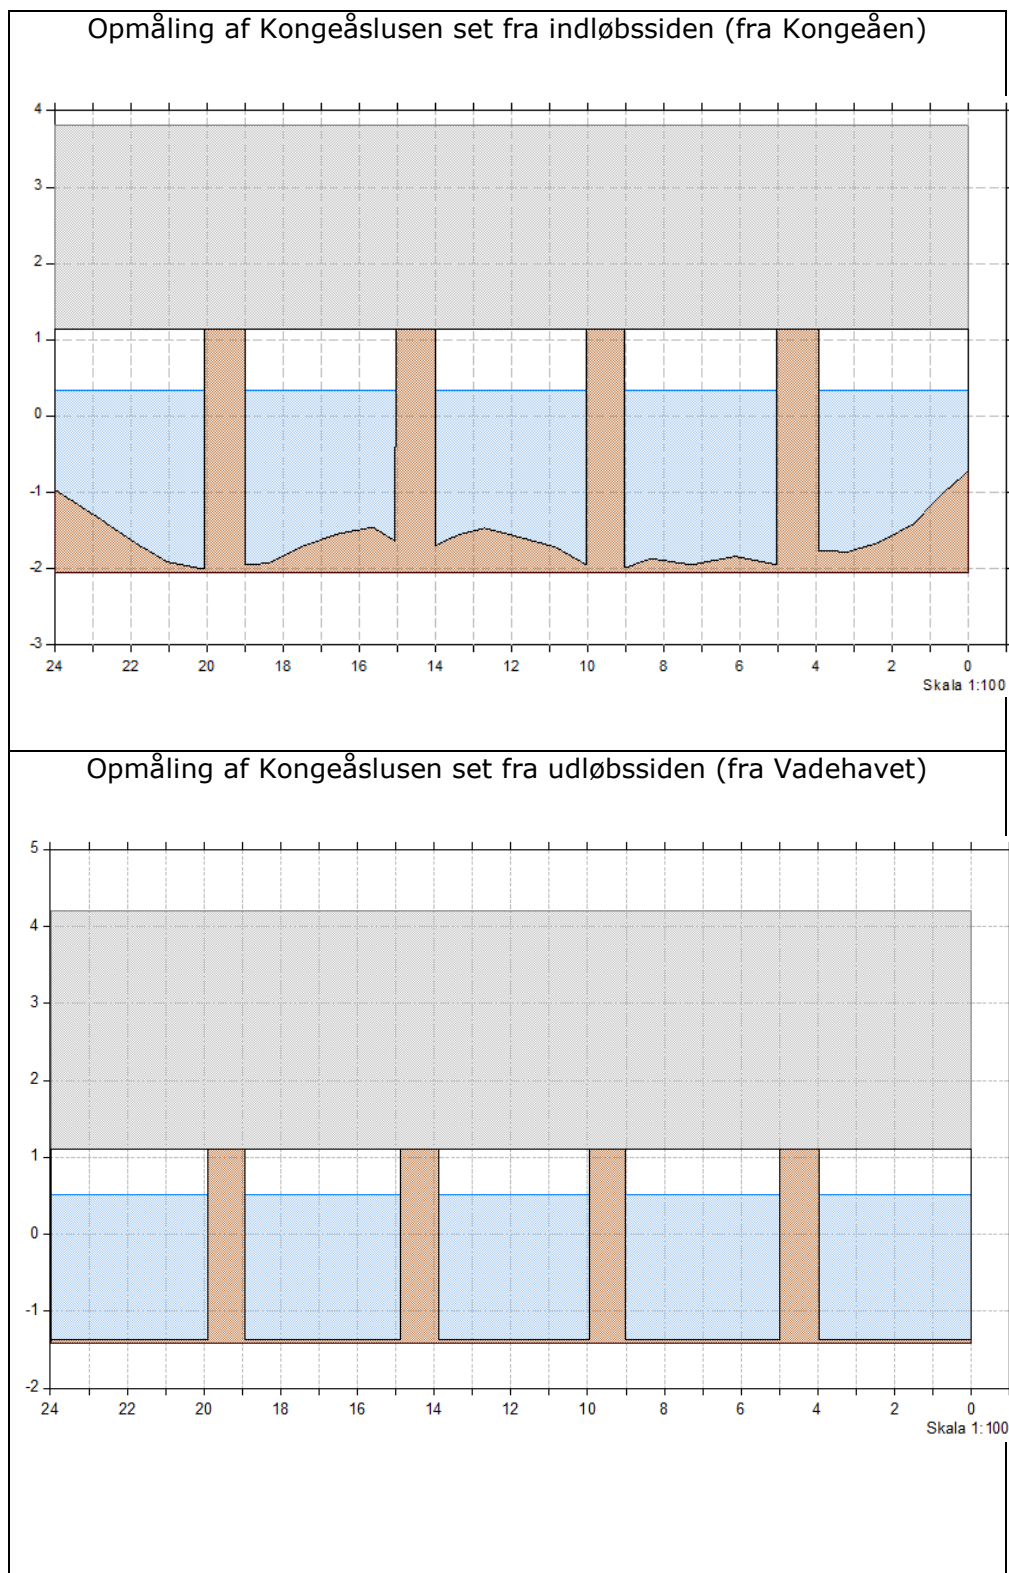 Opmåling af Kongeåslusen set fra indløbssiden (fra Kongeåen)
4
3
2
1
0
-1
-2
-3
24 22 20 18 16 14 12 10 8 6 4 2 0
Skala 1:100
Opmåling af Kongeåslusen set fra udløbssiden (fra Vadehavet)
5
4
3
2
1
0
-1
-2
24 22 20 18 16 14 12 10 8 6 4 2 0
Skala 1:100